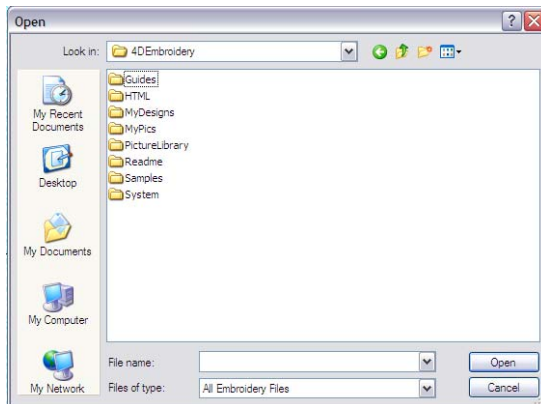 Open
Look in: 4DEmbroidery
My Recent
Documents
Desktop
My Documents
My Computer
My Network
Guides
HTML
MyDesigns
MyPics
PictureLibrary
Readme
Samples
System
File name: Open
Files of type: All Embroidery Files Cancel